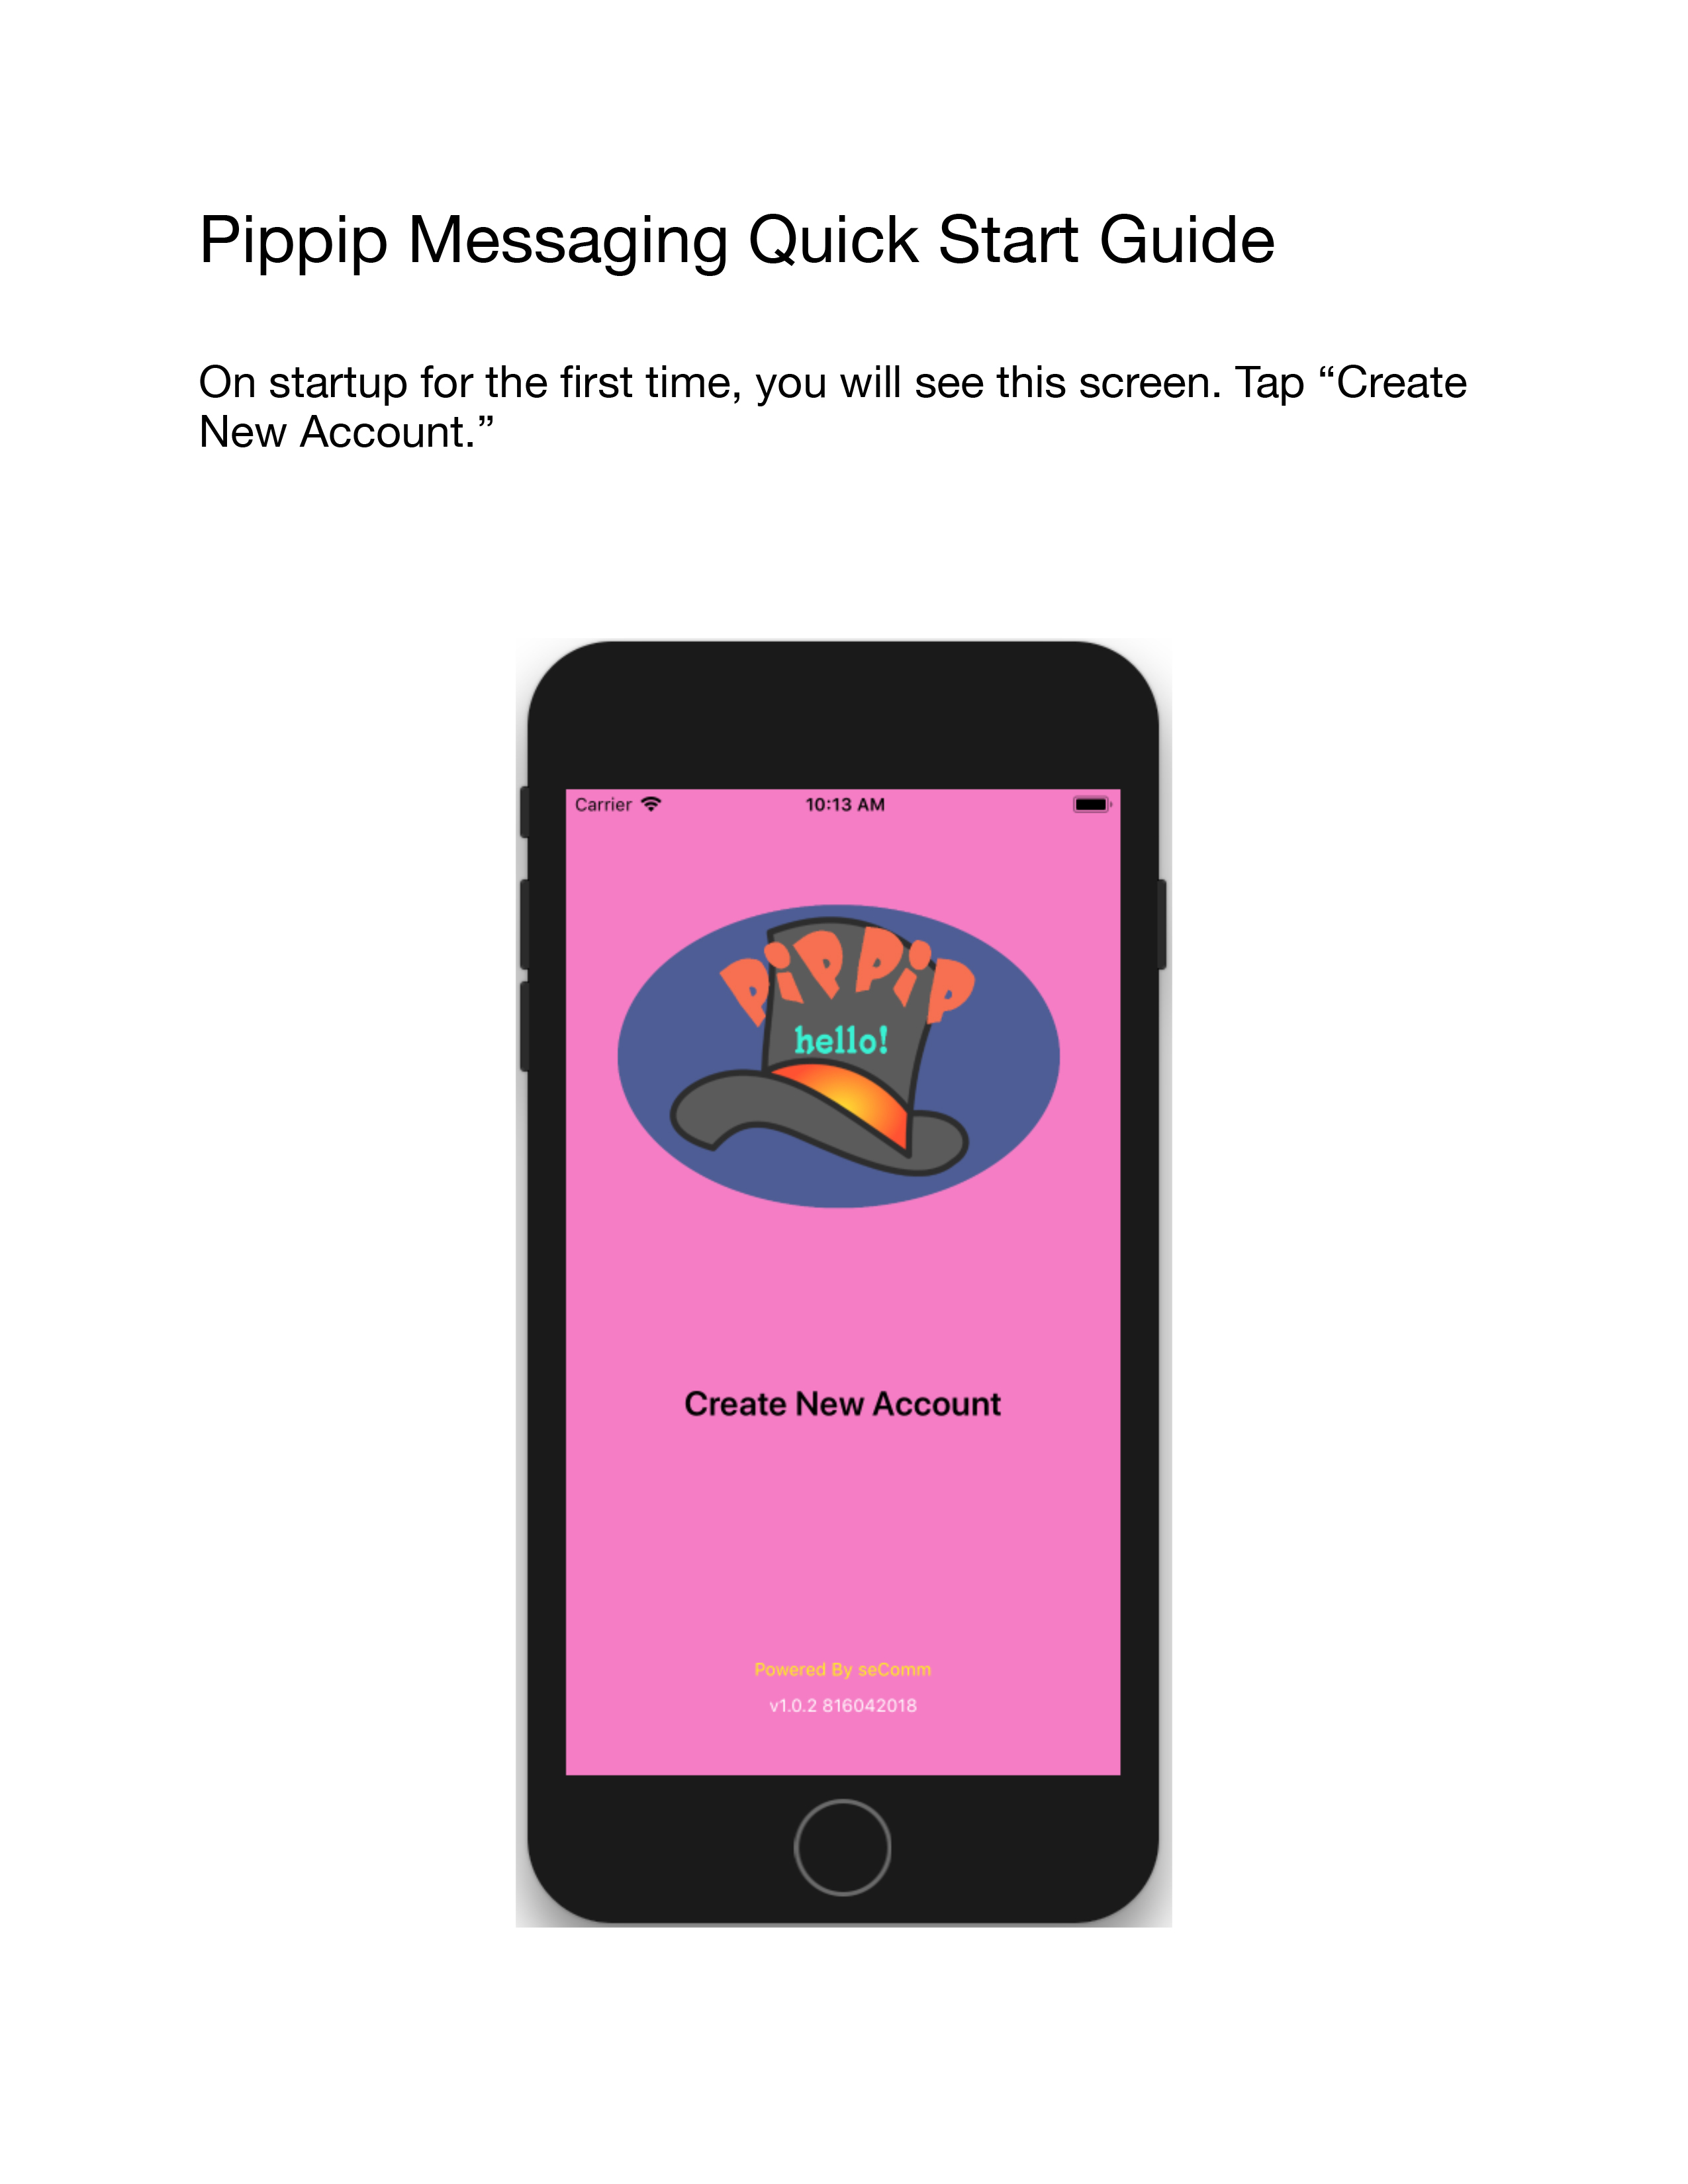 Pippip Messaging Quick Start Guide
On startup for the first time, you will see this screen. Tap “Create
New Account.”
Carrier 10:13 AM
PiPPiP
hello!
Create New Account
Powered By seComm
v1.0.2 816042018